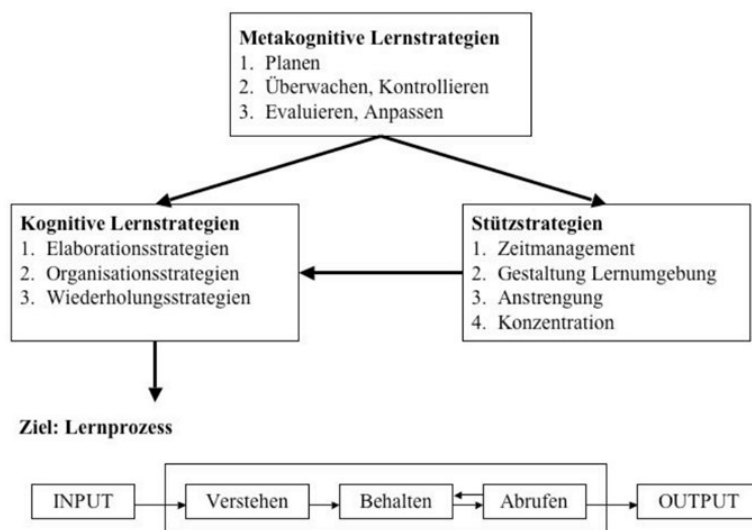 Metakognitive Lernstrategien
1. Planen
2. Überwachen, Kontrollieren
3. Evaluieren, Anpassen
Kognitive Lernstrategien
1. Elaborationsstrategien
2. Organisationsstrategien
3. Wiederholungsstrategien
Stützstrategien
1. Zeitmanagement
2. Gestaltung Lernumgebung
3. Anstrengung
4. Konzentration
Ziel: Lernprozess
INPUT Verstehen Behalten Abrufen OUTPUT